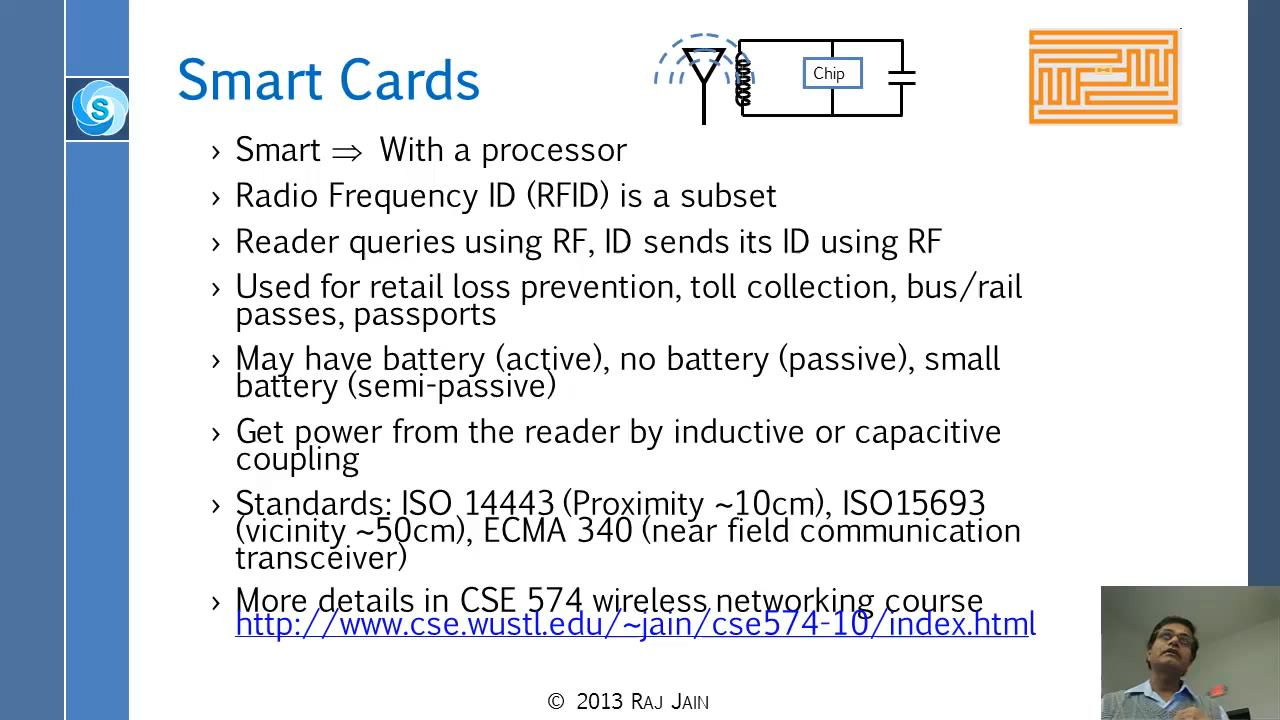 Smart Cards
Chip
S
› Smart ⇒ With a processor
› Radio Frequency ID (RFID) is a subset
› Reader queries using RF, ID sends its ID using RF
› Used for retail loss prevention, toll collection, bus/rail
passes, passports
› May have battery (active), no battery (passive), small
battery (semi-passive)
› Get power from the reader by inductive or capacitive
coupling
› Standards: ISO 14443 (Proximity ~10cm), ISO15693
(vicinity ~50cm), ECMA 340 (near field communication
transceiver)
› More details in CSE 574 wireless networking course
http://www.cse.wustl.edu/~jain/cse574-10/index.html
© 2013 RAJ JAIN